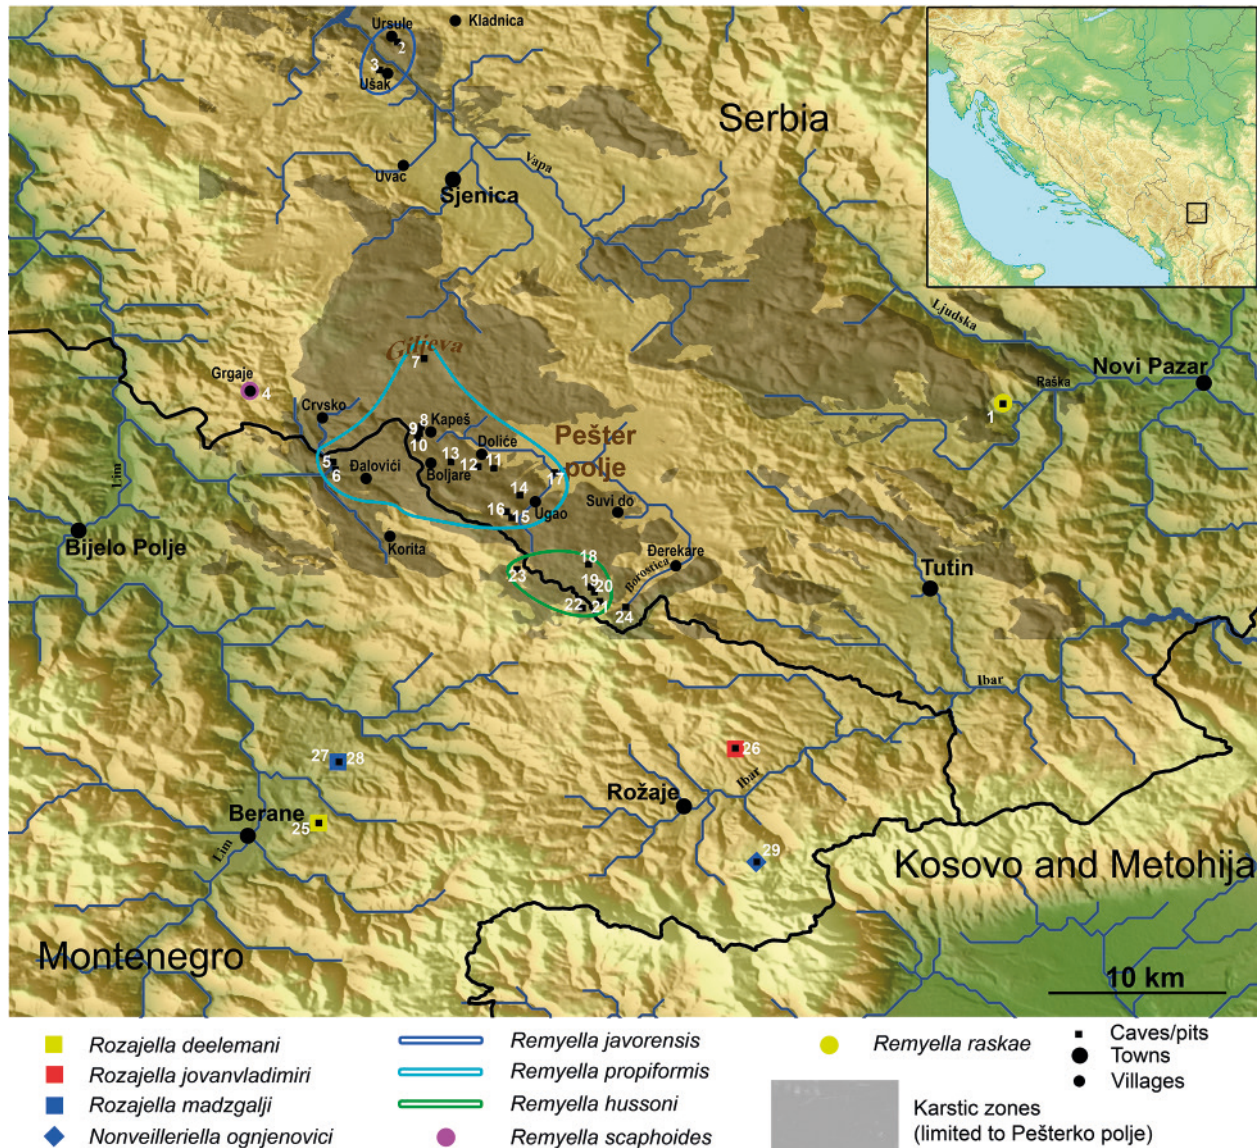 Ursule
Kladnica
2
3
Ušak
Serbia
Vapa
Uvac
Sjenica
Ljudska
Giljeva
7
Novi Pazar
Raška
Grgaje
4
1
Crvsko
8
Kapeš
9
10
Pešter
polje
Doliće
13
12
11
5
6
Đalovići
Boljare
17
14
Ugao
Suvi do
16
15
Lim
Bijelo Polje
Korita
18
Đerekare
Borostica
23
19
20
Tutin
22
21
24
Ibar
27
28
26
Ibar
Rožaje
Berane
25
Lim
29
Kosovo and Metohija
Montenegro
10 km
Rozajella deelemani
Rozajella jovanvladimiri
Rozajella madzgalji
Nonveilleriella ognjenovici
Remyella javorensis
Remyella propiformis
Remyella hussoni
Remyella scaphoides
Remyella raskae
Karstic zones
(limited to Pešterko polje)
Caves/pits
Towns
Villages